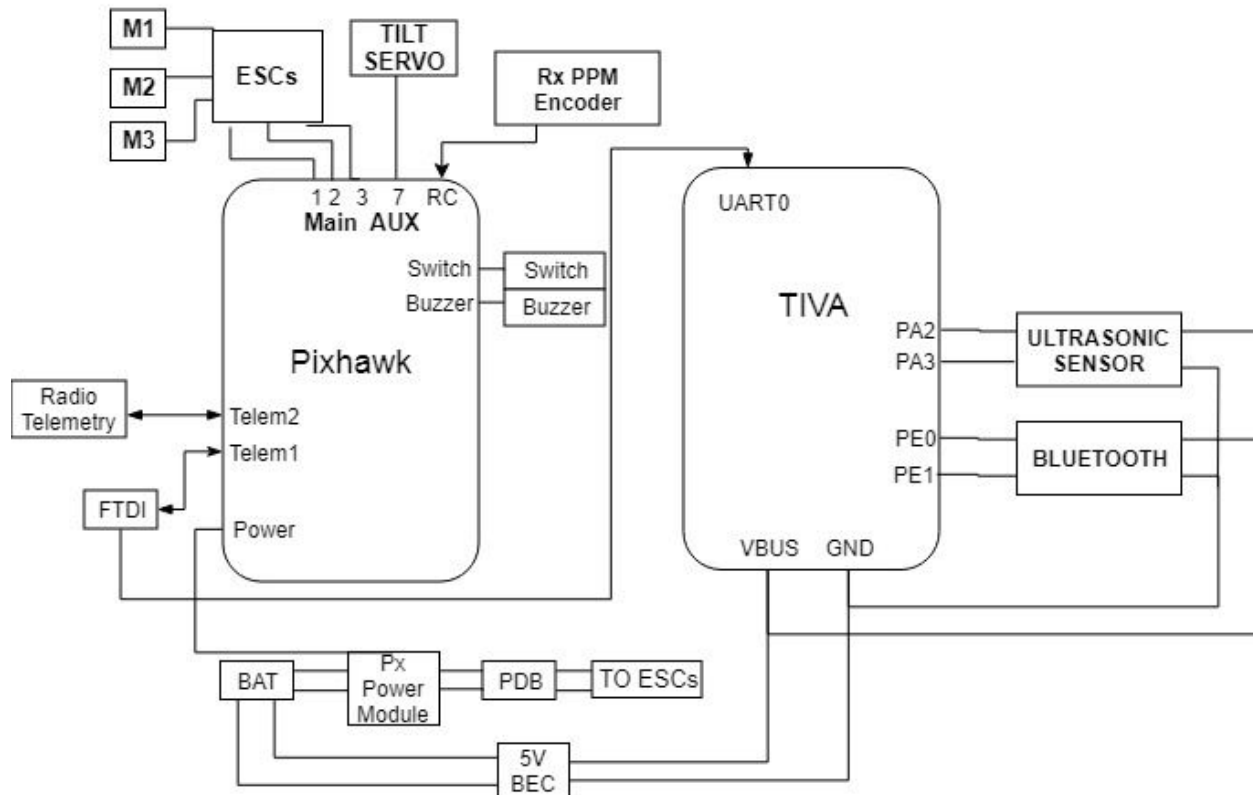 M1
M2
M3
ESCs
TILT
SERVO
Rx PPM
Encoder
1 2 3 7 RC
Main AUX
Switch
Buzzer
Switch
Buzzer
Pixhawk
Radio
Telemetry
Telem2
Telem1
FTDI
Power
UART0
TIVA
PA2
PA3
ULTRASONIC
SENSOR
PE0
PE1
BLUETOOTH
VBUS GND
BAT
Px
Power
Module
PDB
TO ESCs
5V
BEC